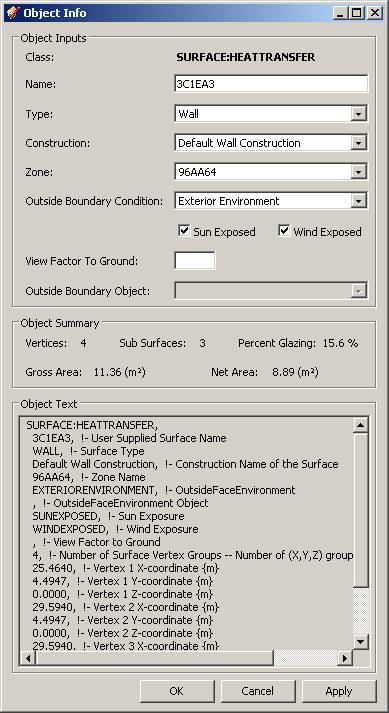 Object Info
Object Inputs
Class: SURFACE:HEATTRANSFER
Name: 3C1EA3
Type: Wall
Construction: Default Wall Construction
Zone: 96AA64
Outside Boundary Condition: Exterior Environment
Sun Exposed Wind Exposed
View Factor To Ground:
Outside Boundary Object:
Object Summary
Vertices: 4 Sub Surfaces: 3 Percent Glazing: 15.6 %
Gross Area: 11.36 (m²) Net Area: 8.89 (m²)
Object Text
SURFACE:HEATTRANSFER,
3C1EA3, !- User Supplied Surface Name
WALL, !- Surface Type
Default Wall Construction, !- Construction Name of the Surface
96AA64, !- Zone Name
EXTERIORENVIRONMENT, !- OutsideFaceEnvironment
, !- OutsideFaceEnvironment Object
SUNEXPOSED, !- Sun Exposure
WINDEXPOSED, !- Wind Exposure
, !- View Factor to Ground
4, !- Number of Surface Vertex Groups -- Number of (X,Y,Z) group
25.4640, !- Vertex 1 X-coordinate {m}
4.4947, !- Vertex 1 Y-coordinate {m}
0.0000, !- Vertex 1 Z-coordinate {m}
29.5940, !- Vertex 2 X-coordinate {m}
4.4947, !- Vertex 2 Y-coordinate {m}
0.0000, !- Vertex 2 Z-coordinate {m}
29.5940, !- Vertex 3 X-coordinate {m}
OK Cancel Apply